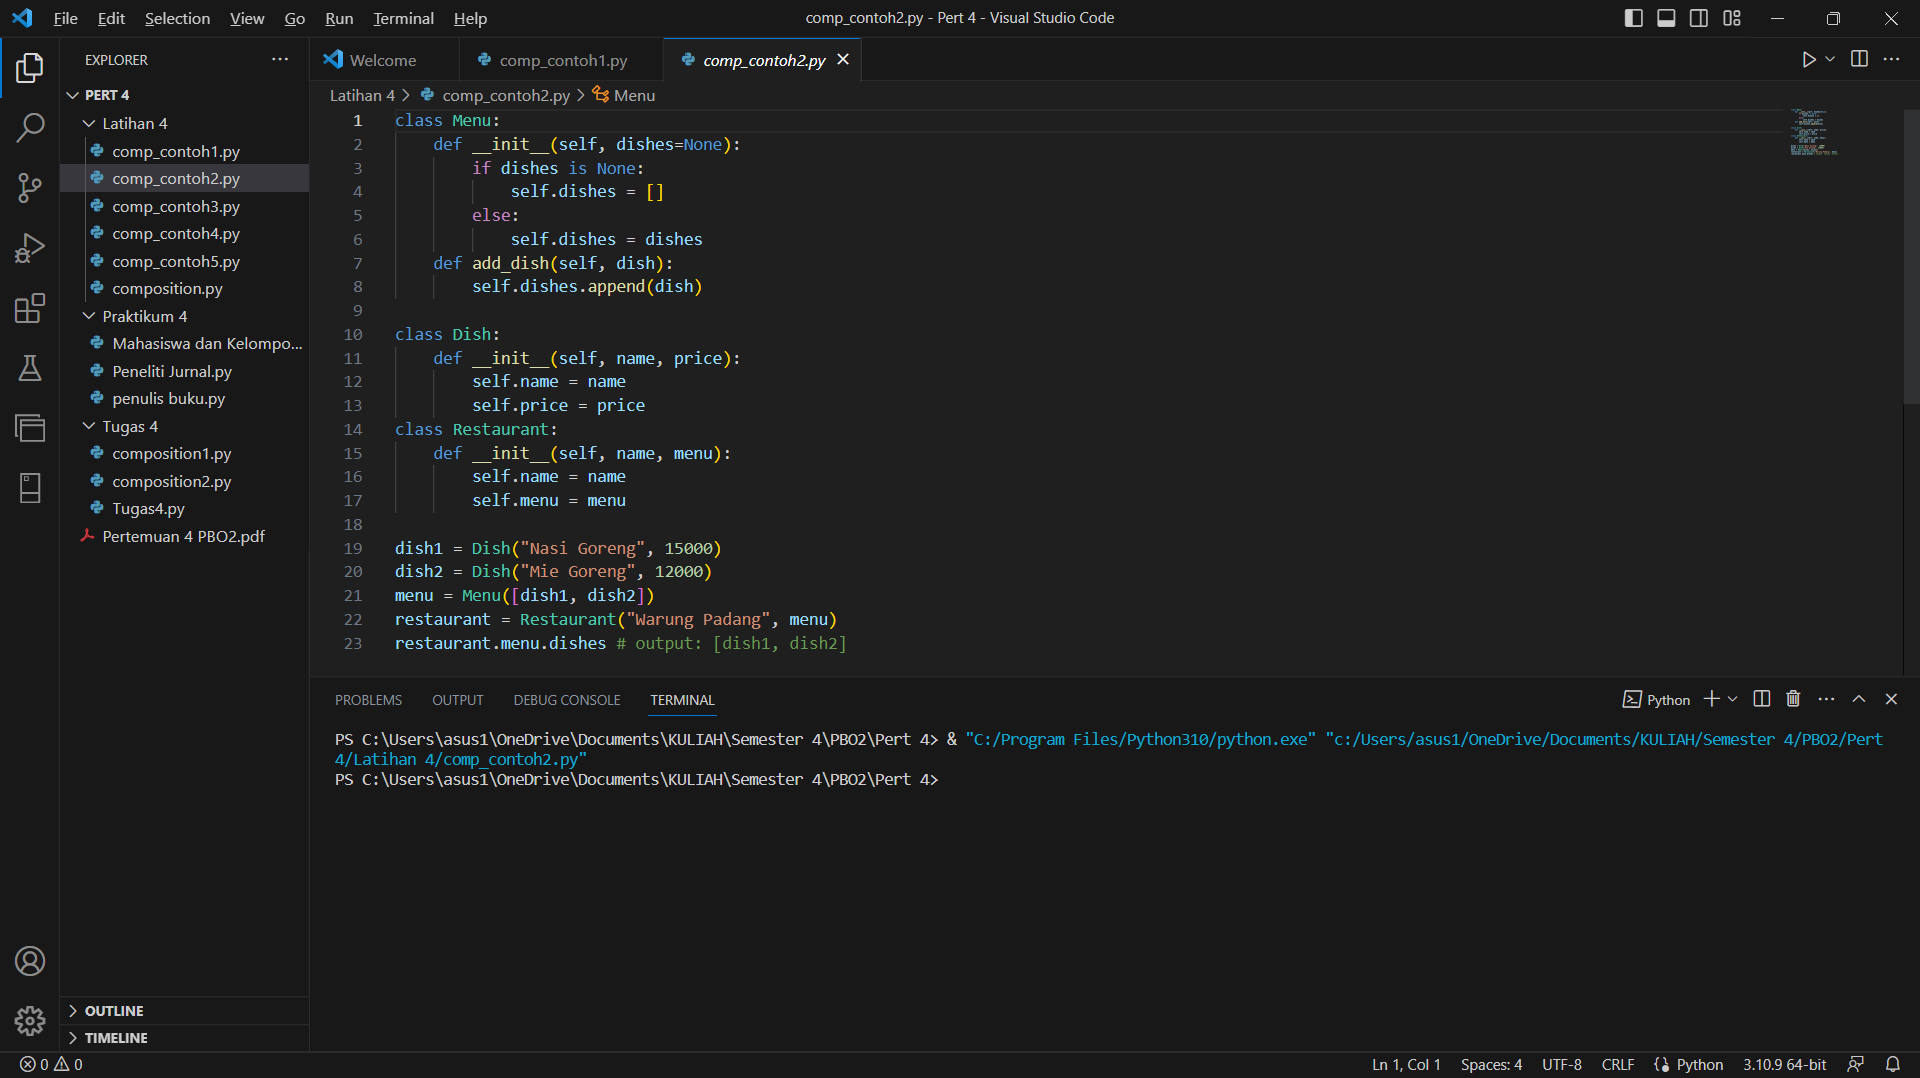 File Edit Selection View Go Run Terminal Help
comp_contoh2.py - Pert 4 - Visual Studio Code
EXPLORER
PERT 4
Latihan 4
comp_contoh1.py
comp_contoh2.py
comp_contoh3.py
comp_contoh4.py
comp_contoh5.py
composition.py
Praktikum 4
Mahasiswa dan Kelompo...
Peneliti Jurnal.py
penulis buku.py
Tugas 4
composition1.py
composition2.py
Tugas4.py
Pertemuan 4 PBO2.pdf
OUTLINE
TIMELINE
Welcome
comp_contoh1.py
comp_contoh2.py
Latihan 4 > comp_contoh2.py > Menu
1 class Menu:
2     def __init__(self, dishes=None):
3         if dishes is None:
4             self.dishes = []
5         else:
6             self.dishes = dishes
7     def add_dish(self, dish):
8         self.dishes.append(dish)
9
10 class Dish:
11     def __init__(self, name, price):
12         self.name = name
13         self.price = price
14 class Restaurant:
15     def __init__(self, name, menu):
16         self.name = name
17         self.menu = menu
18
19 dish1 = Dish("Nasi Goreng", 15000)
20 dish2 = Dish("Mie Goreng", 12000)
21 menu = Menu([dish1, dish2])
22 restaurant = Restaurant("Warung Padang", menu)
23 restaurant.menu.dishes # output: [dish1, dish2]
PROBLEMS OUTPUT DEBUG CONSOLE TERMINAL
Python
PS C:\Users\asus1\OneDrive\Documents\KULIAH\Semester 4\PBO2\Pert 4> & "C:/Program Files/Python310/python.exe" "c:/Users/asus1/OneDrive/Documents/KULIAH/Semester 4/PBO2/Pert
4/Latihan 4/comp_contoh2.py"
PS C:\Users\asus1\OneDrive\Documents\KULIAH\Semester 4\PBO2\Pert 4>
0 0
Ln 1, Col 1 Spaces: 4 UTF-8 CRLF Python 3.10.9 64-bit